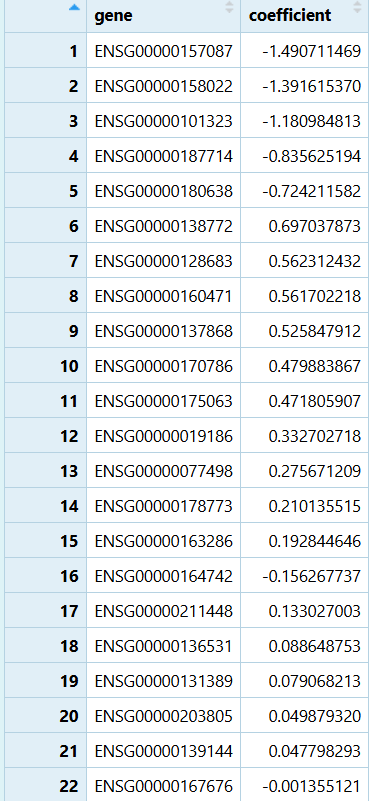 gene coefficient
1 ENSG00000157087 -1.490711469
2 ENSG00000158022 -1.391615370
3 ENSG00000101323 -1.180984813
4 ENSG00000187714 -0.835625194
5 ENSG00000180638 -0.724211582
6 ENSG00000138772 0.697037873
7 ENSG00000128683 0.562312432
8 ENSG00000160471 0.561702218
9 ENSG00000137868 0.525847912
10 ENSG00000170786 0.479883867
11 ENSG00000175063 0.471805907
12 ENSG00000019186 0.332702718
13 ENSG00000077498 0.275671209
14 ENSG00000178773 0.210135515
15 ENSG00000163286 0.192844646
16 ENSG00000164742 -0.156267737
17 ENSG00000211448 0.133027003
18 ENSG00000136531 0.088648753
19 ENSG00000131389 0.079068213
20 ENSG00000203805 0.049879320
21 ENSG00000139144 0.047798293
22 ENSG00000167676 -0.001355121